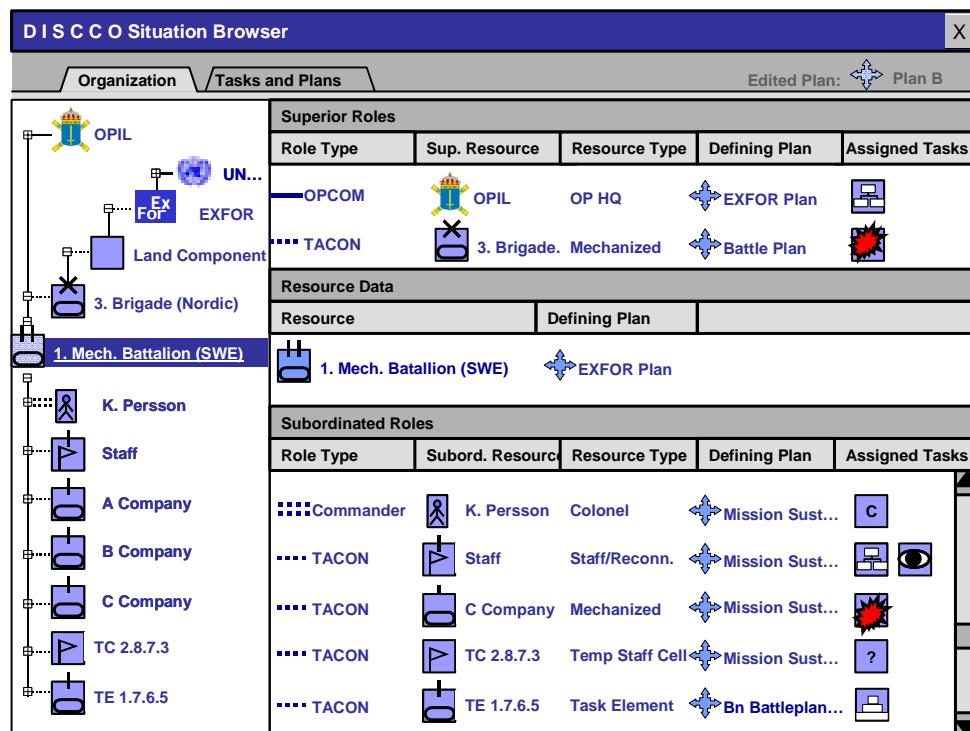 D I S C C O Situation Browser X
Organization Tasks and Plans Edited Plan: Plan B
OPIL
UN...
Ex For EXFOR
Land Component
3. Brigade (Nordic)
1. Mech. Battalion (SWE)
K. Persson
Staff
A Company
B Company
C Company
TC 2.8.7.3
TE 1.7.6.5
Superior Roles
Role Type Sup. Resource Resource Type Defining Plan Assigned Tasks
OPCOM OPIL OP HQ EXFOR Plan
TACON 3. Brigade. Mechanized Battle Plan
Resource Data
Resource Defining Plan
1. Mech. Batallion (SWE) EXFOR Plan
Subordinated Roles
Role Type Subord. Resourc Resource Type Defining Plan Assigned Tasks
Commander K. Persson Colonel Mission Sust... C
TACON Staff Staff/Reconn. Mission Sust...
TACON C Company Mechanized Mission Sust...
TACON TC 2.8.7.3 Temp Staff Cell Mission Sust... ?
TACON TE 1.7.6.5 Task Element Bn Battleplan...